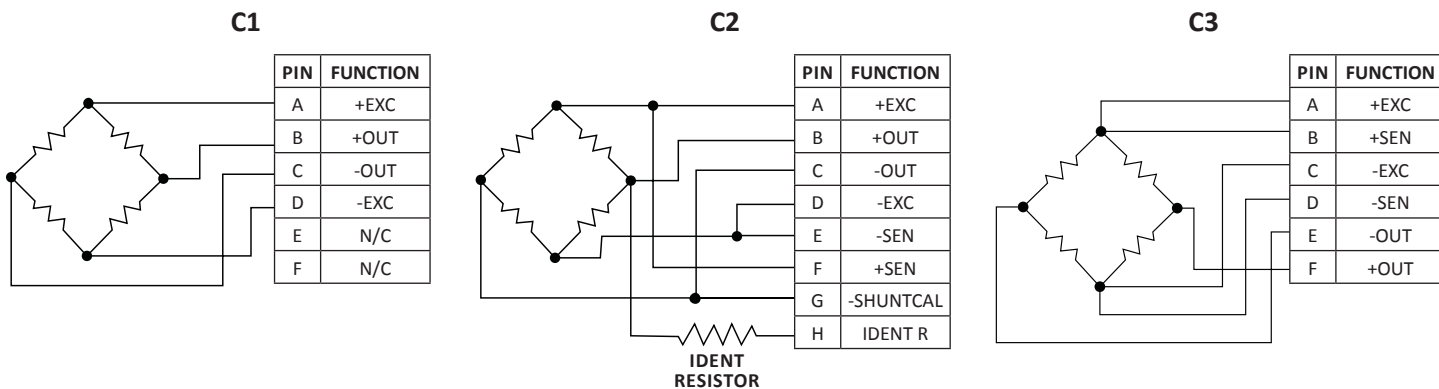 C1
PIN FUNCTION
A +EXC
B +OUT
C -OUT
D -EXC
E N/C
F N/C
C2
PIN FUNCTION
A +EXC
B +OUT
C -OUT
D -EXC
E -SEN
F +SEN
G -SHUNTCAL
H IDENT R
IDENT
RESISTOR
C3
PIN FUNCTION
A +EXC
B +SEN
C -EXC
D -SEN
E -OUT
F +OUT